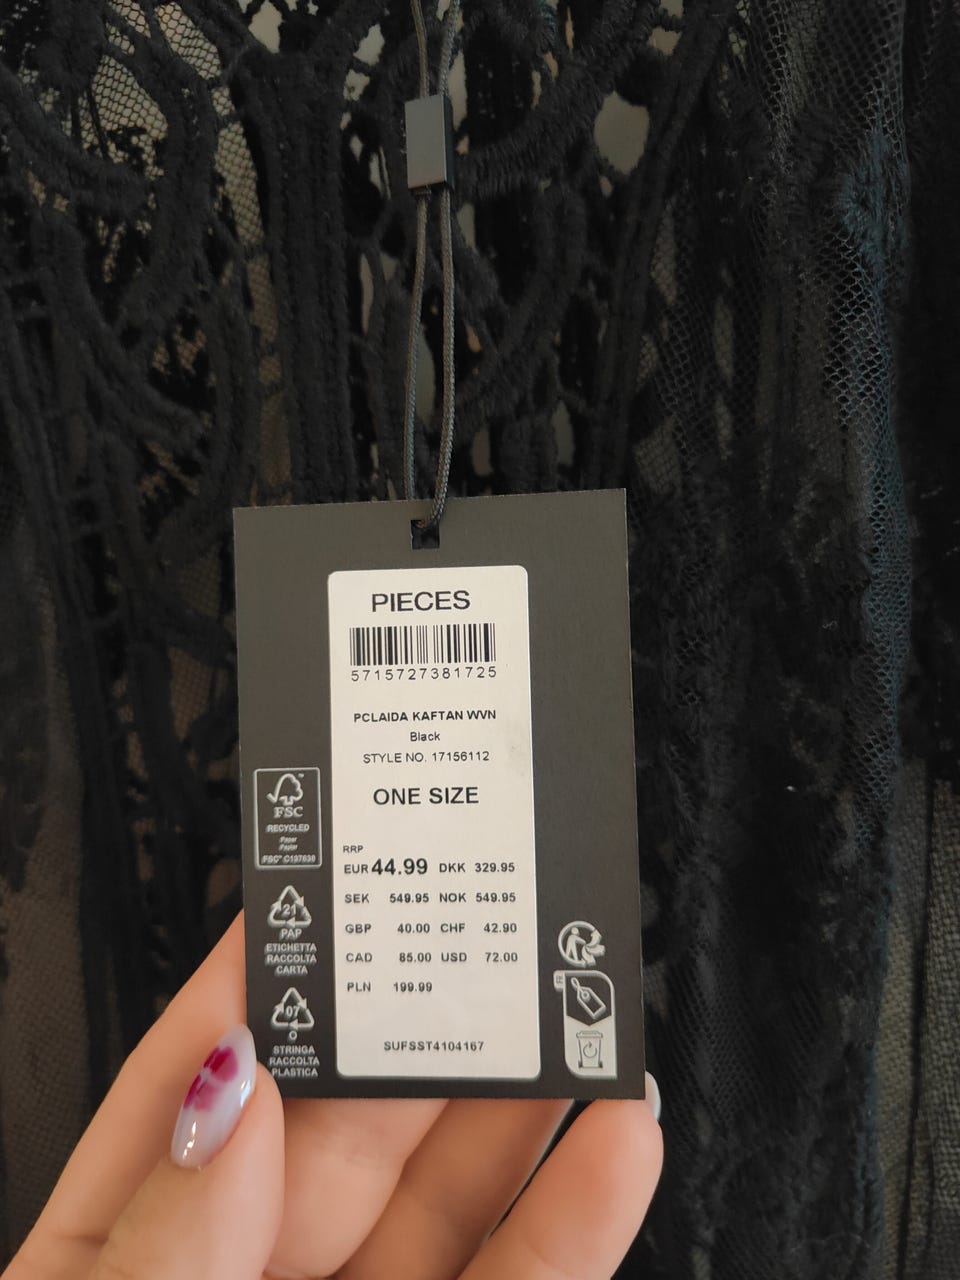 PIECES
5715727381725
PCLAIDA KAFTAN WVN
Black
STYLE NO. 17156112
ONE SIZE
RRP
EUR 44.99 DKK 329.95
SEK 549.95 NOK 549.95
GBP 40.00 CHF 42.90
CAD 85.00 USD 72.00
PLN 199.99
SUFSST4104167
FSC
RECYCLED
Paper
21
PAP
ETICHETTA
RACCOLTA
CARTA
07
O
STRINGA
RACCOLTA
PLASTICA
FR